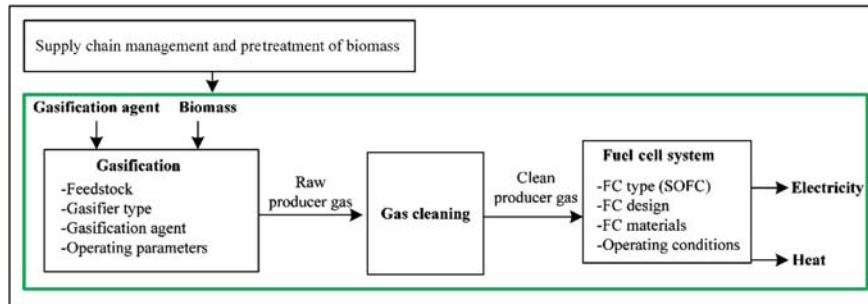 Supply chain management and pretreatment of biomass
Gasification agent Biomass
Gasification
-Feedstock
-Gasifier type
-Gasification agent
-Operating parameters
Raw
producer gas
Gas cleaning
Clean
producer gas
Fuel cell system
-FC type (SOFC)
-FC design
-FC materials
-Operating conditions
Electricity
Heat